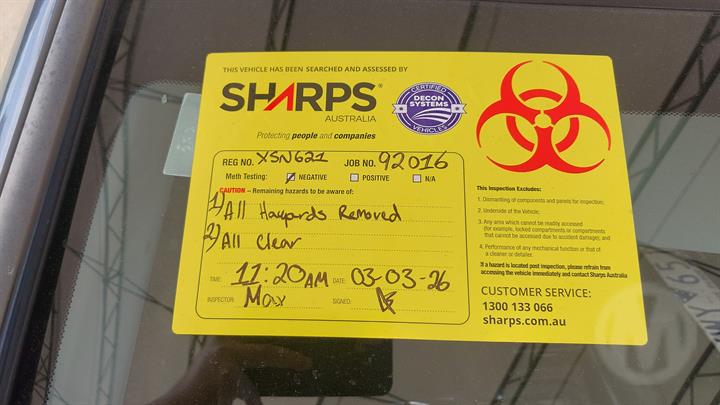 THIS VEHICLE HAS BEEN SEARCHED AND ASSESSED BY
SHARPS®
AUSTRALIA
Protecting people and companies
CERTIFIED
DECON SYSTEMS
VEHICLES
REG NO. XSN621 JOB NO. 92016
Meth Testing: NEGATIVE POSITIVE N/A
CAUTION – Remaining hazards to be aware of:
1) All Hazards Removed
2) All Clear
TIME: 11:20AM DATE: 03-03-26
INSPECTOR: Max SIGNED:
This Inspection Excludes:
1. Dismantling of components and panels for inspection;
2. Underside of the Vehicle;
3. Any area which cannot be readily accessed
(for example, locked compartments or compartments
that cannot be accessed due to accident damage); and
4. Performance of any mechanical function or that of
a cleaner or detailer.
If a hazard is located post inspection, please refrain from
accessing the vehicle immediately and contact Sharps Australia
CUSTOMER SERVICE:
1300 133 066
sharps.com.au